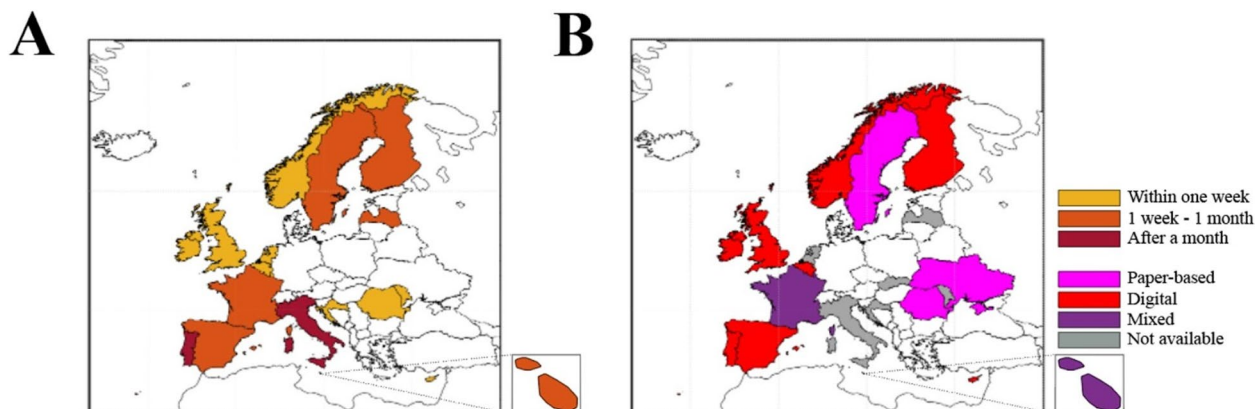 A
B
Within one week
1 week - 1 month
After a month
Paper-based
Digital
Mixed
Not available